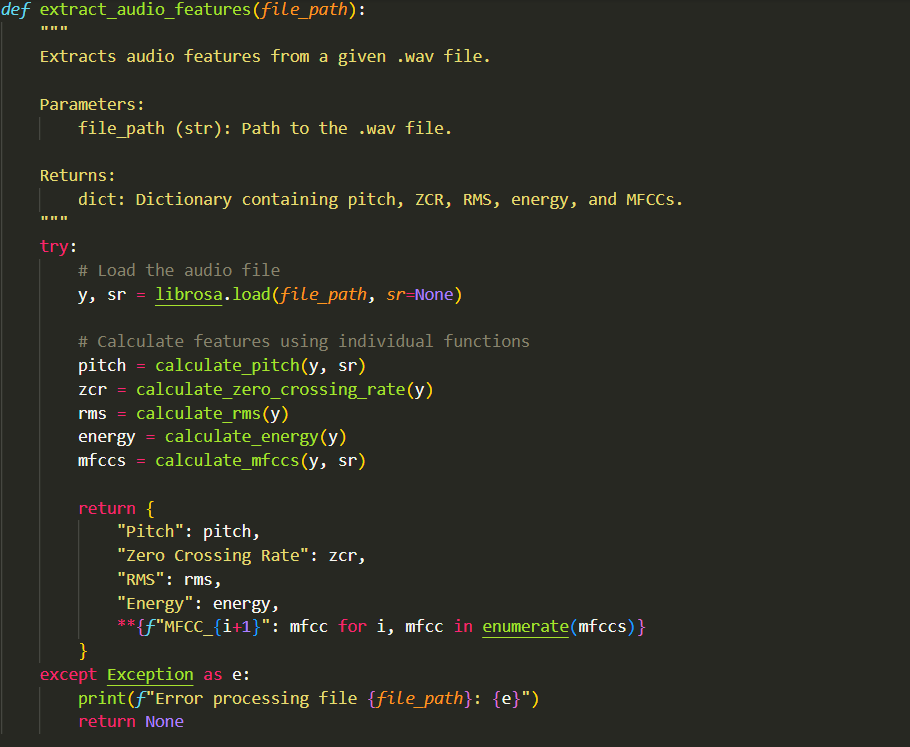 def extract_audio_features(file_path):
    """
    Extracts audio features from a given .wav file.

    Parameters:
        file_path (str): Path to the .wav file.

    Returns:
        dict: Dictionary containing pitch, ZCR, RMS, energy, and MFCCs.
    """
    try:
        # Load the audio file
        y, sr = librosa.load(file_path, sr=None)

        # Calculate features using individual functions
        pitch = calculate_pitch(y, sr)
        zcr = calculate_zero_crossing_rate(y)
        rms = calculate_rms(y)
        energy = calculate_energy(y)
        mfccs = calculate_mfccs(y, sr)

        return {
            "Pitch": pitch,
            "Zero Crossing Rate": zcr,
            "RMS": rms,
            "Energy": energy,
            **{f"MFCC_{i+1}": mfcc for i, mfcc in enumerate(mfccs)}
        }
    except Exception as e:
        print(f"Error processing file {file_path}: {e}")
        return None